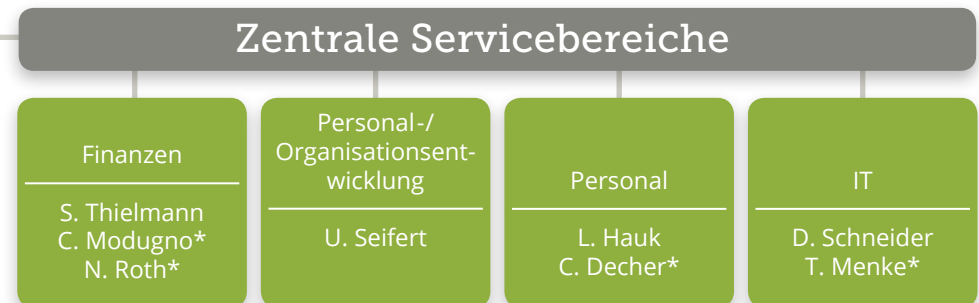 Zentrale Servicebereiche
Finanzen
S. Thielmann
C. Modugno*
N. Roth*
Personal-/
Organisationsent-
wicklung
U. Seifert
Personal
L. Hauk
C. Decher*
IT
D. Schneider
T. Menke*